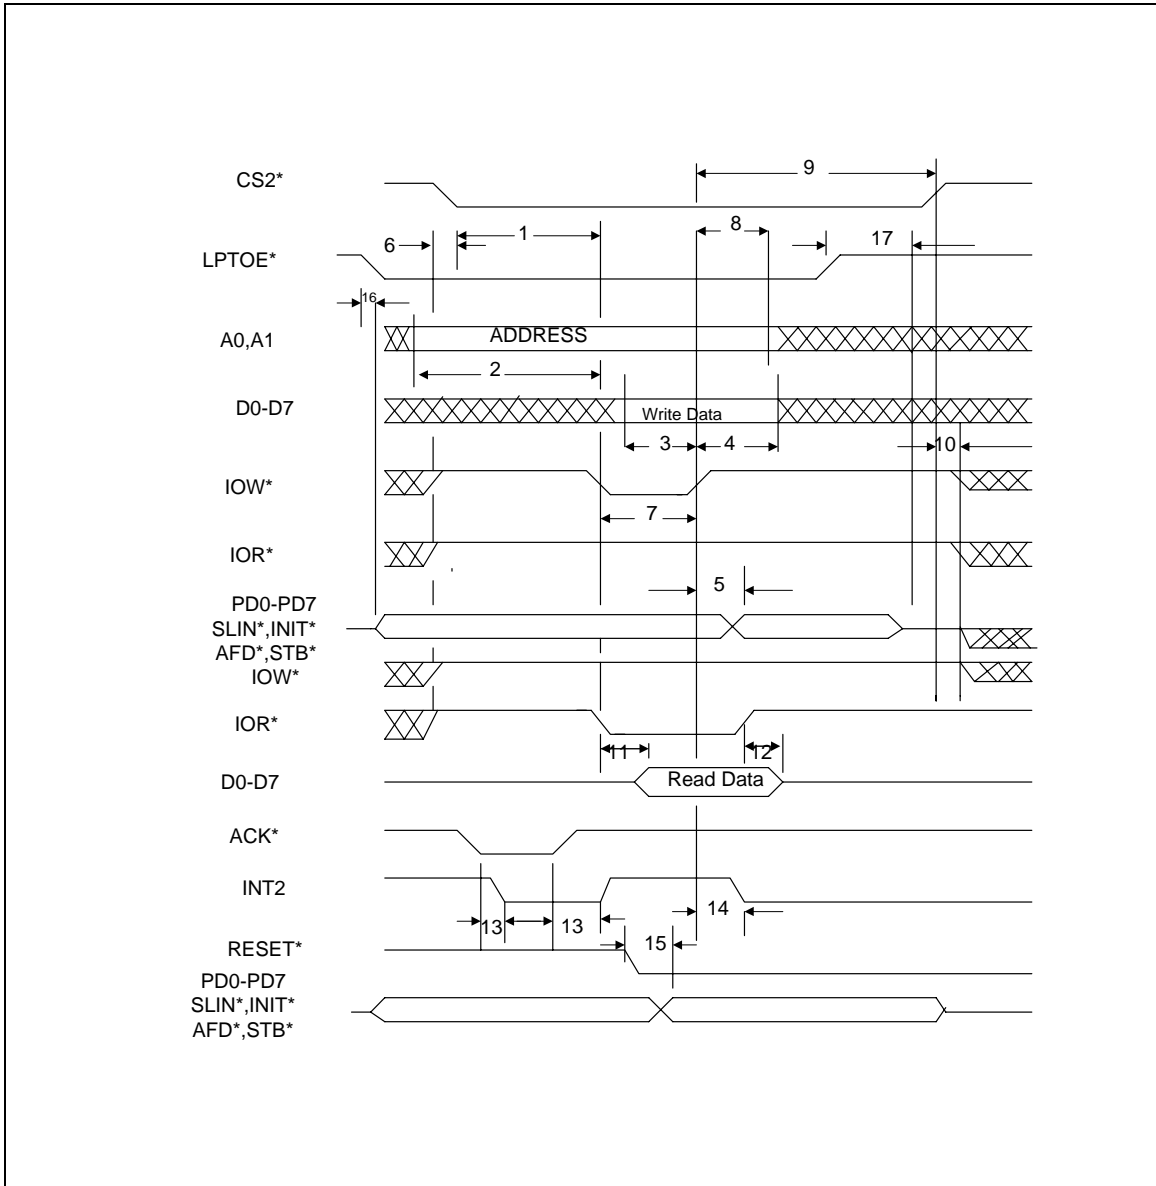 9
CS2*
1
8
6
17
LPTOE*
16
A0,A1
ADDRESS
2
D0-D7
Write Data
3
4
10
IOW*
7
IOR*
5
PD0-PD7
SLIN*,INIT*
AFD*,STB*
IOW*
IOR*
11
12
D0-D7
Read Data
ACK*
INT2
14
13
13
RESET*
15
PD0-PD7
SLIN*,INIT*
AFD*,STB*